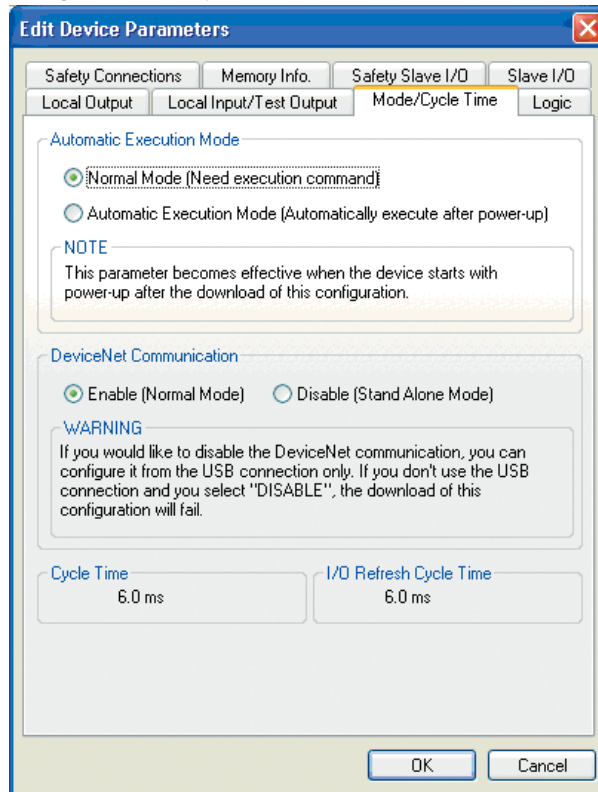 Edit Device Parameters
Safety Connections
Memory Info.
Safety Slave I/O
Slave I/O
Local Output
Local Input/Test Output
Mode/Cycle Time
Logic
Automatic Execution Mode
Normal Mode (Need execution command)
Automatic Execution Mode (Automatically execute after power-up)
NOTE
This parameter becomes effective when the device starts with
power-up after the download of this configuration.
DeviceNet Communication
Enable (Normal Mode)
Disable (Stand Alone Mode)
WARNING
If you would like to disable the DeviceNet communication, you can
configure it from the USB connection only. If you don't use the USB
connection and you select "DISABLE", the download of this
configuration will fail.
Cycle Time
6.0 ms
I/O Refresh Cycle Time
6.0 ms
OK
Cancel